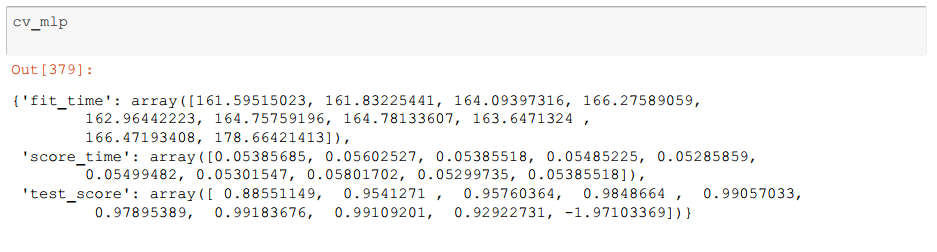 cv_mlp
Out[379]:
{'fit_time': array([161.59515023, 161.83225441, 164.09397316, 166.27589059,
162.96442223, 164.75759196, 164.78133607, 163.6471324 ,
166.47193408, 178.66421413]),
'score_time': array([0.05385685, 0.05602527, 0.05385518, 0.05485225, 0.05285859,
0.05499482, 0.05301547, 0.05801702, 0.05299735, 0.05385518]),
'test_score': array([ 0.88551149,  0.9541271 ,  0.95760364,  0.9848664 ,  0.99057033,
0.97895389,  0.99183676,  0.99109201,  0.92922731, -1.97103369])}